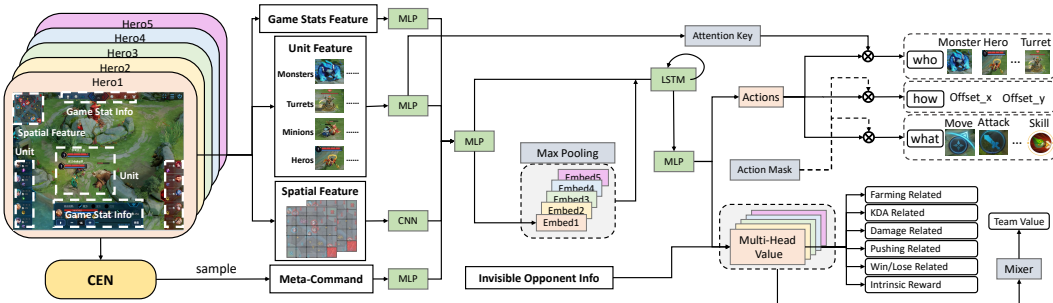 Hero5
Hero4
Hero3
Hero2
Hero1
Game Stat Info
Spatial Feature
Unit
Unit
Game Stat Info
CEN
sample
Game Stats Feature
MLP
Unit Feature
Monsters
......
Turrets
......
Minions
......
Heros
......
MLP
Spatial Feature
CNN
Meta-Command
MLP
MLP
Max Pooling
Embed5
Embed4
Embed3
Embed2
Embed1
Invisible Opponent Info
Attention Key
LSTM
MLP
Actions
Action Mask
Multi-Head
Value
Monster Hero Turret
who
...
how
Offset_x
Offset_y
Move Attack Skill
what
...
Farming Related
KDA Related
Damage Related
Pushing Related
Win/Lose Related
Intrinsic Reward
Team Value
Mixer